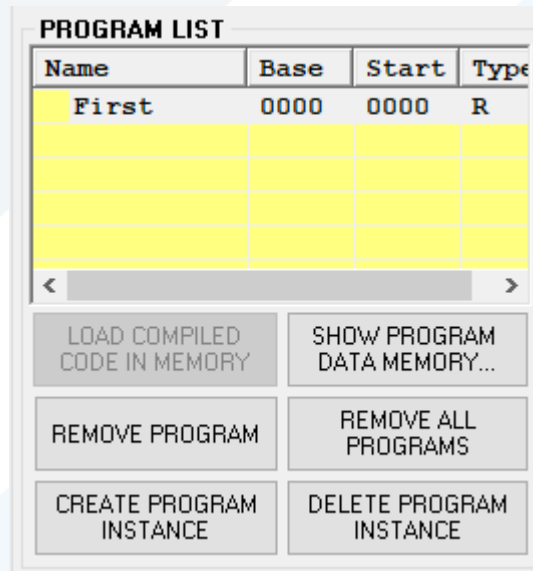 PROGRAM LIST
Name Base Start Type
First 0000 0000 R
LOAD COMPILED
CODE IN MEMORY
SHOW PROGRAM
DATA MEMORY...
REMOVE PROGRAM
REMOVE ALL
PROGRAMS
CREATE PROGRAM
INSTANCE
DELETE PROGRAM
INSTANCE